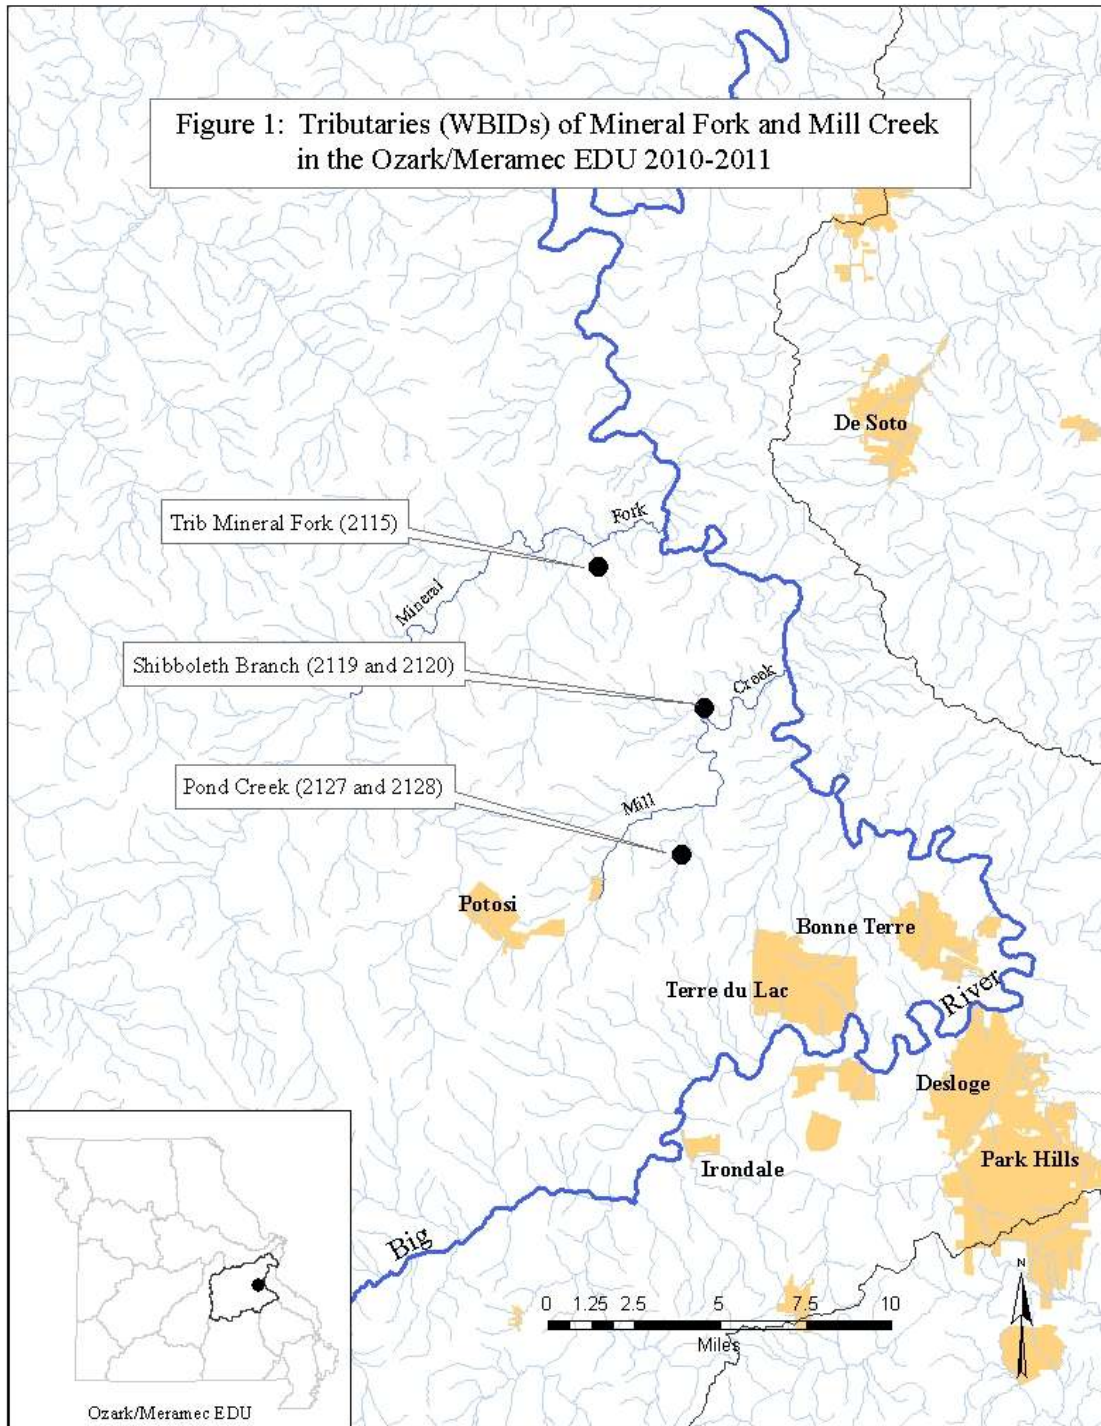 Figure 1: Tributaries (WBIDs) of Mineral Fork and Mill Creek
in the Ozark/Meramec EDU 2010-2011
De Soto
Trib Mineral Fork (2115)
Fork
Mineral
Shibboleth Branch (2119 and 2120)
Creek
Pond Creek (2127 and 2128)
Mill
Potosi
Bonne Terre
Terre du Lac
River
Desloge
Park Hills
Irondale
Big
N
0 1.25 2.5 5 7.5 10
Miles
Ozark/Meramec EDU